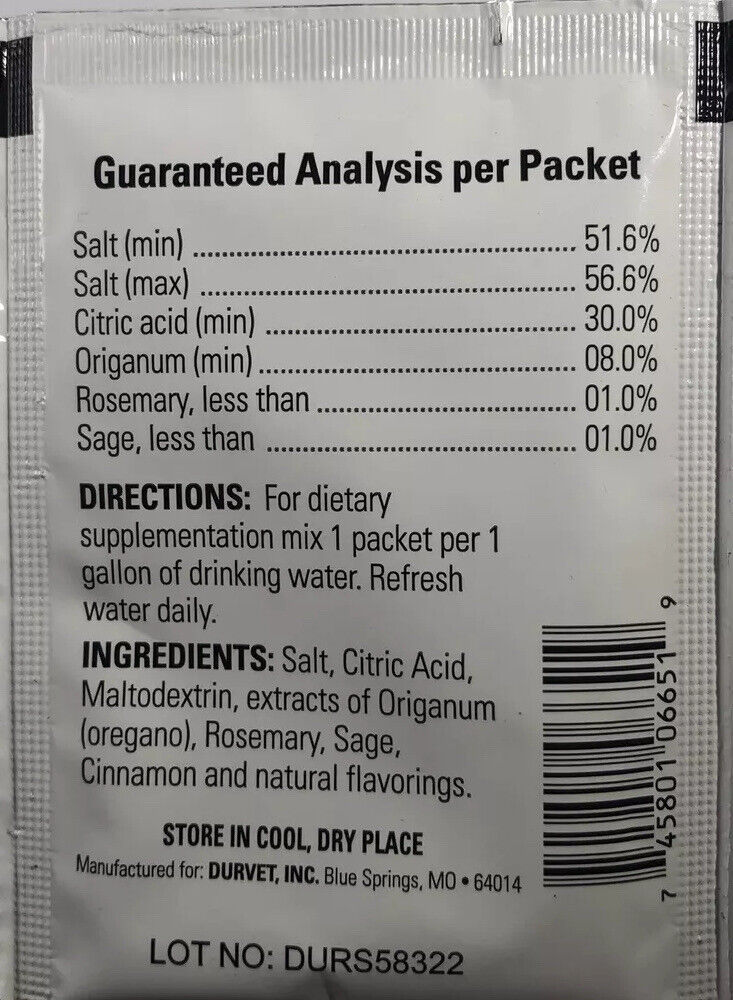 Guaranteed Analysis per Packet
Salt (min) ................................................ 51.6%
Salt (max) ............................................... 56.6%
Citric acid (min) ....................................... 30.0%
Origanum (min) ........................................ 08.0%
Rosemary, less than ................................. 01.0%
Sage, less than ....................................... 01.0%
DIRECTIONS: For dietary
supplementation mix 1 packet per 1
gallon of drinking water. Refresh
water daily.
INGREDIENTS: Salt, Citric Acid,
Maltodextrin, extracts of Origanum
(oregano), Rosemary, Sage,
Cinnamon and natural flavorings.
STORE IN COOL, DRY PLACE
Manufactured for: DURVET, INC. Blue Springs, MO • 64014
LOT NO: DURS58322
7 45801 06651 9